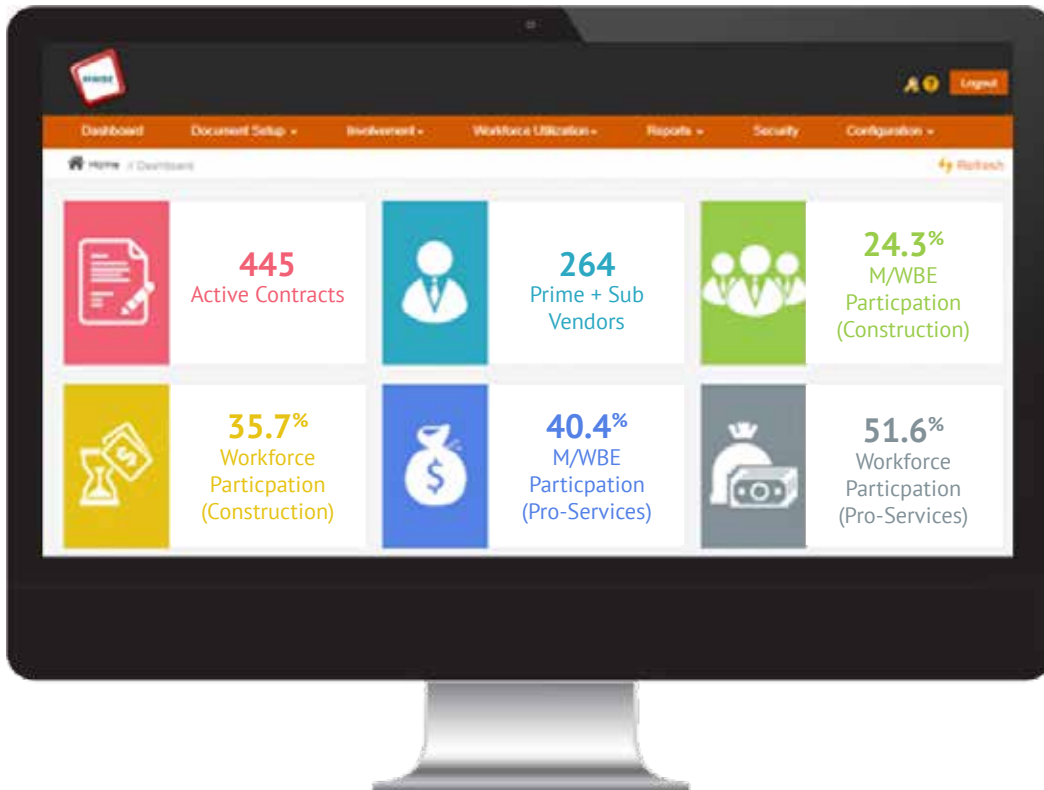 MWBE
Logout
Dashboard Document Setup Involvement Workforce Utilization Reports Security Configuration
Home // Dashboard Refresh
445
Active Contracts
264
Prime + Sub
Vendors
24.3%
M/WBE
Particpation
(Construction)
35.7%
Workforce
Particpation
(Construction)
40.4%
M/WBE
Particpation
(Pro-Services)
51.6%
Workforce
Particpation
(Pro-Services)